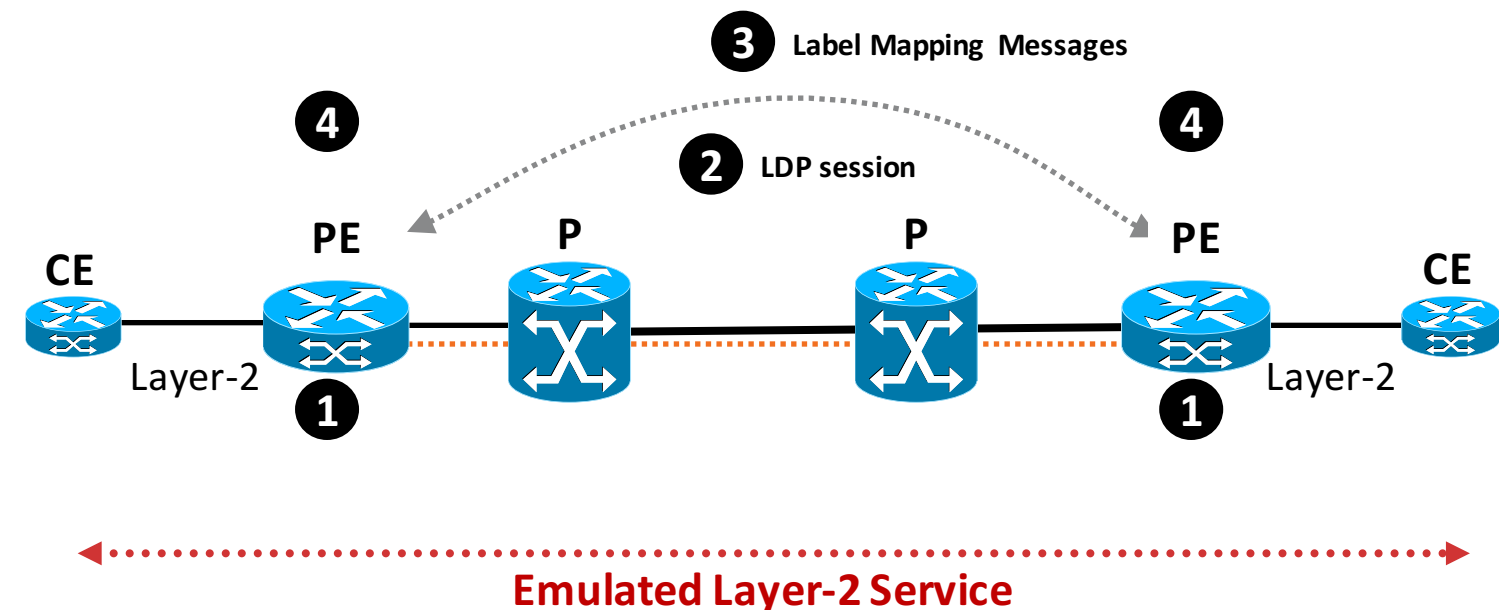 3 Label Mapping Messages
4
4
2 LDP session
PE
P
P
PE
CE
CE
Layer-2
Layer-2
1
1
Emulated Layer-2 Service